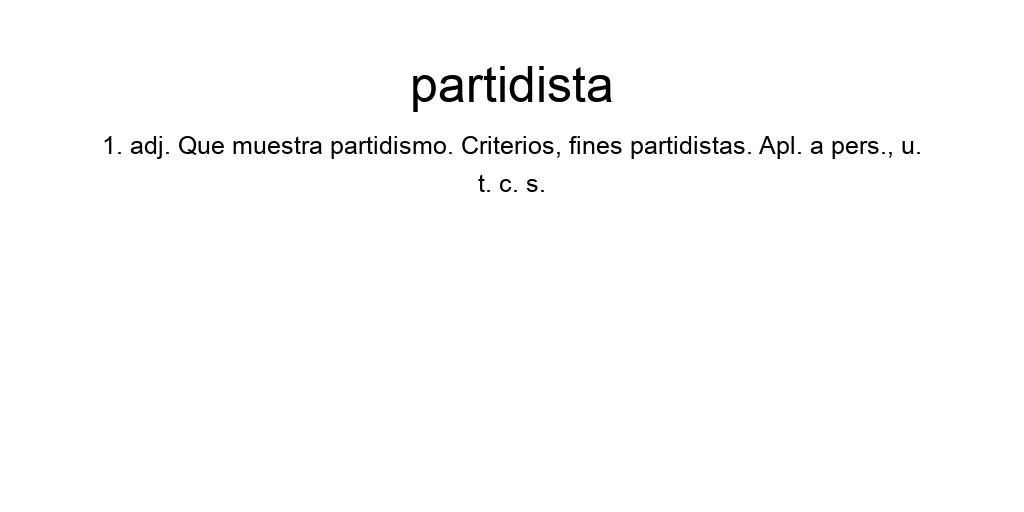 partidista
1. adj. Que muestra partidismo. Criterios, fines partidistas. Apl. a pers., u.
t. c. s.